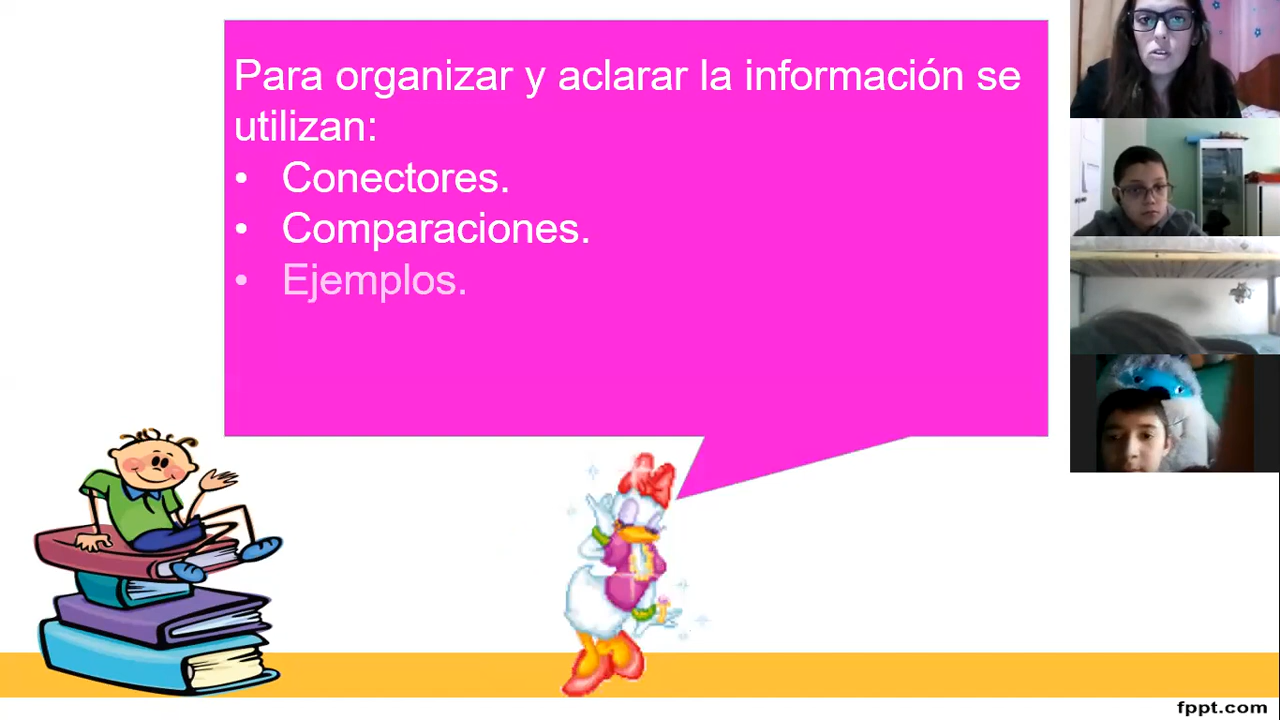 Para organizar y aclarar la información se
utilizan:
• Conectores.
• Comparaciones.
• Ejemplos.
fppt.com